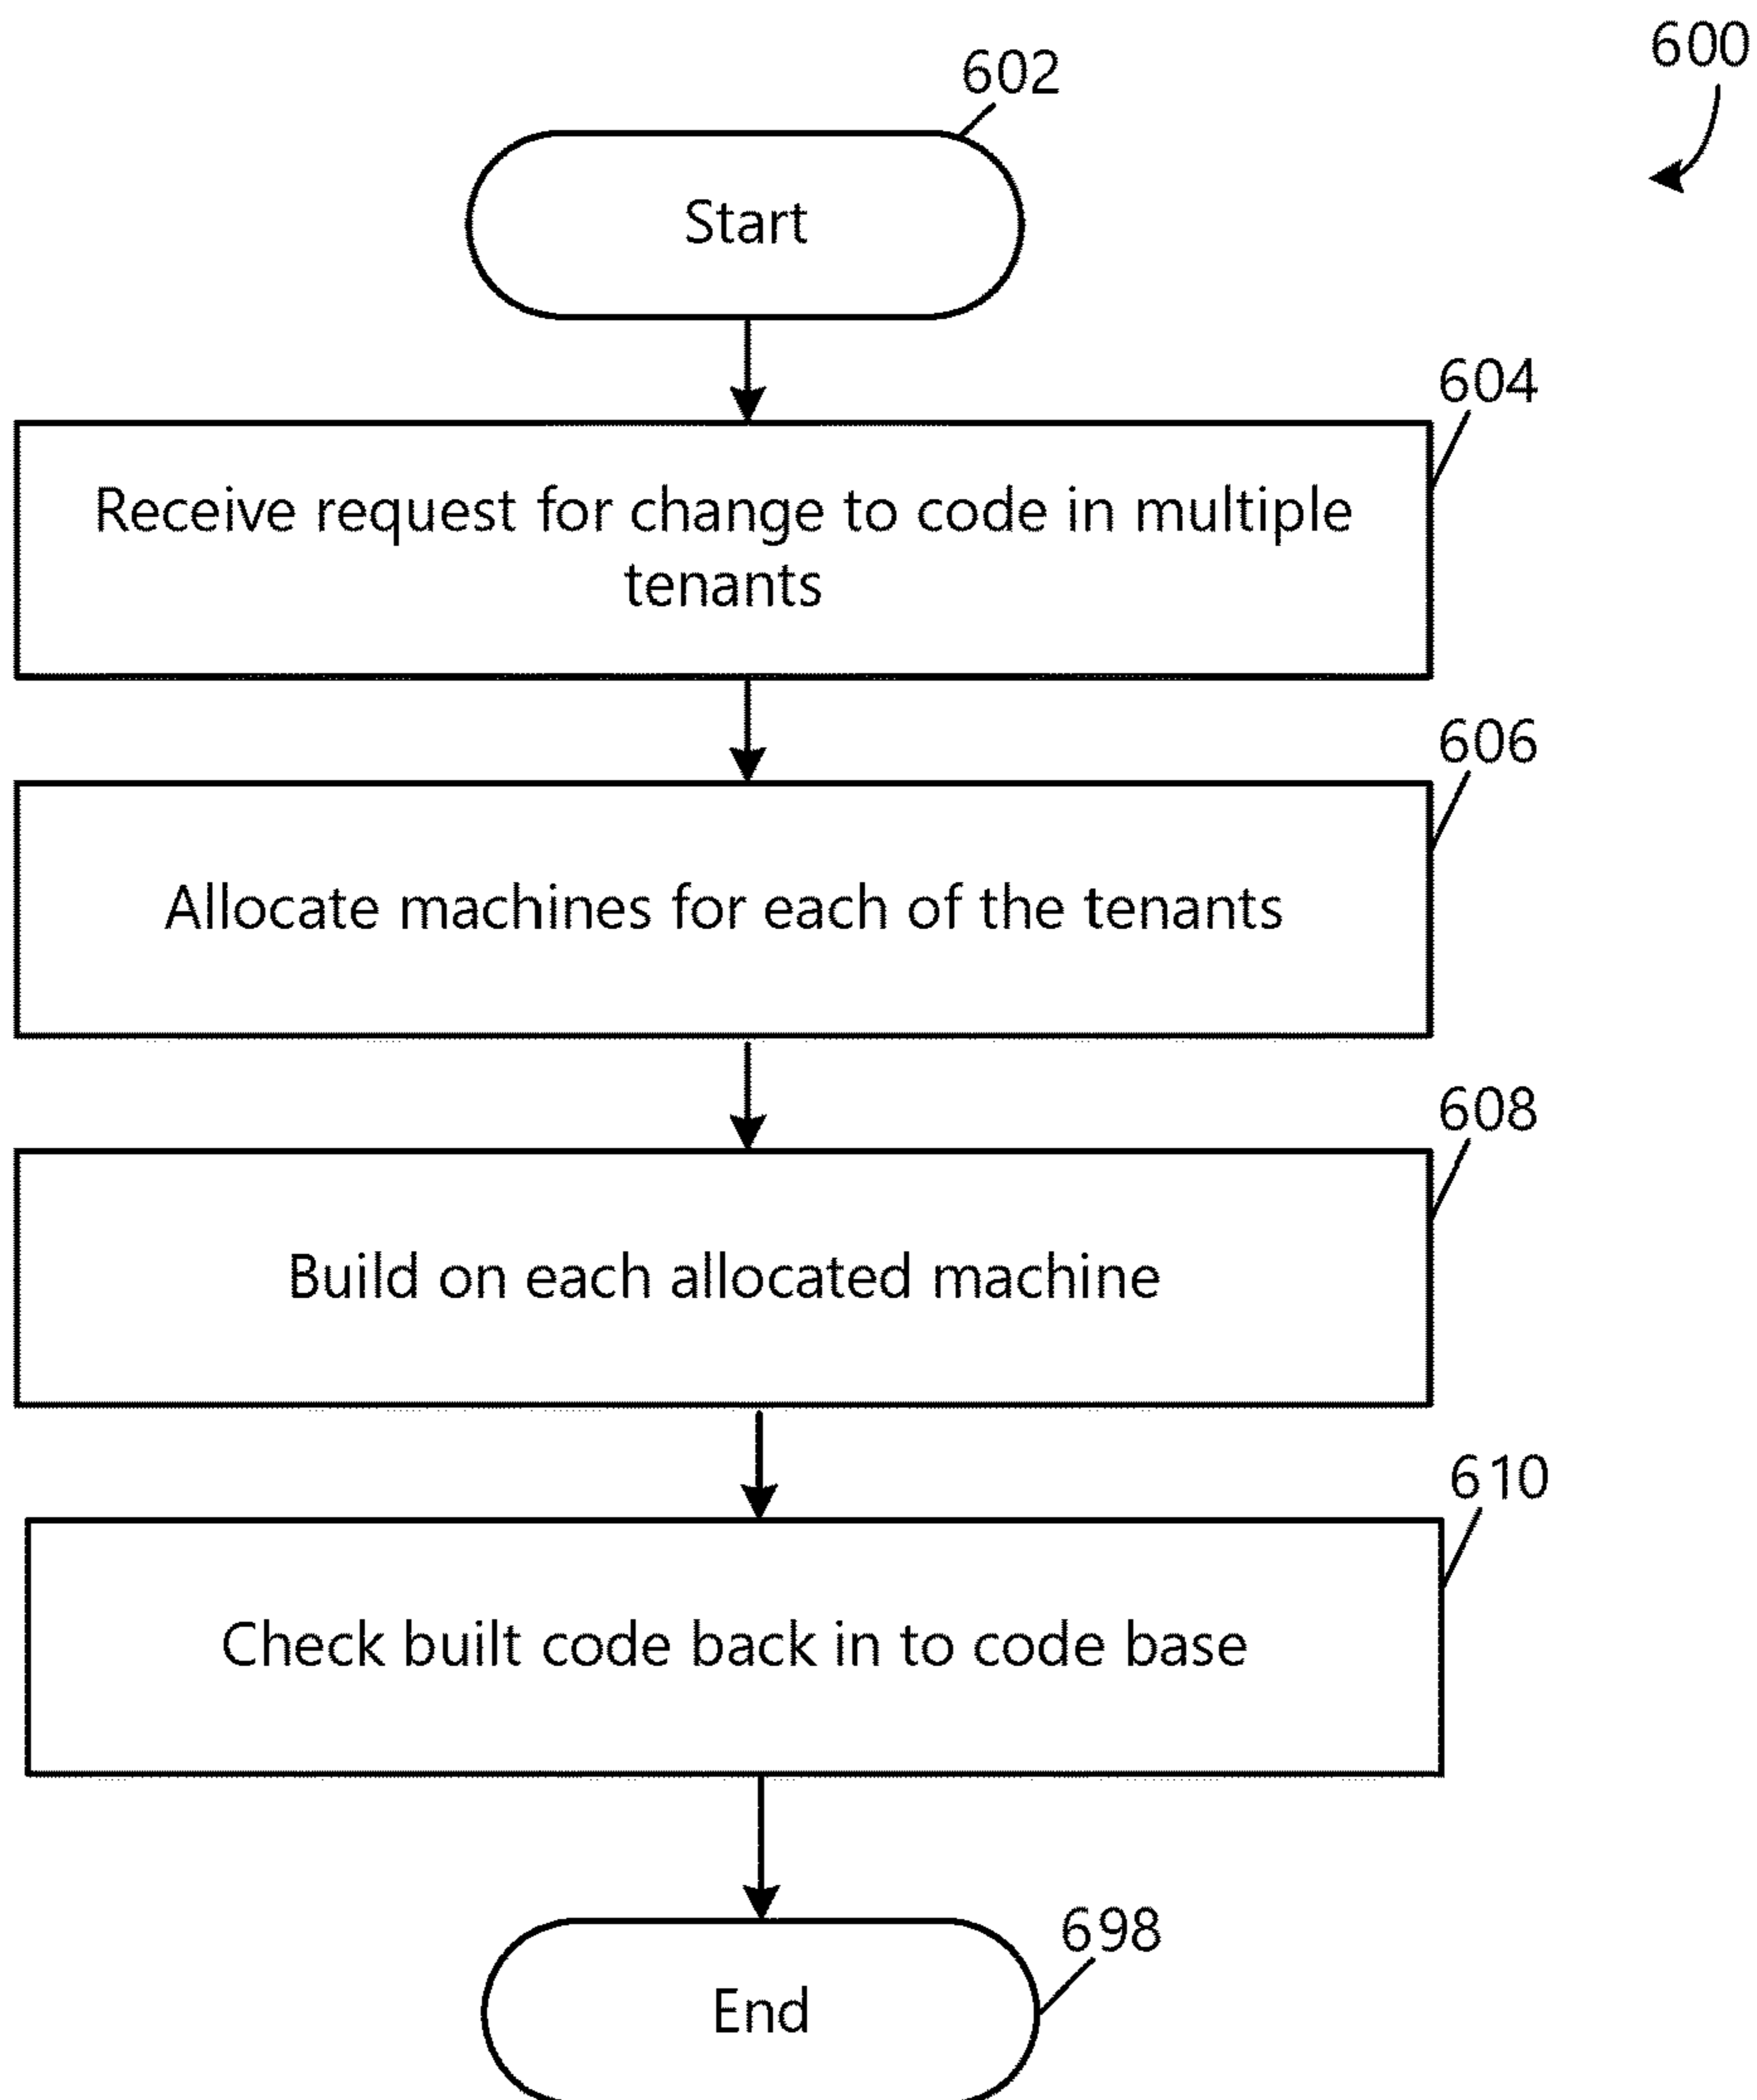 600
602
Start
604
Receive request for change to code in multiple
tenants
606
Allocate machines for each of the tenants
608
Build on each allocated machine
610
Check built code back in to code base
698
End